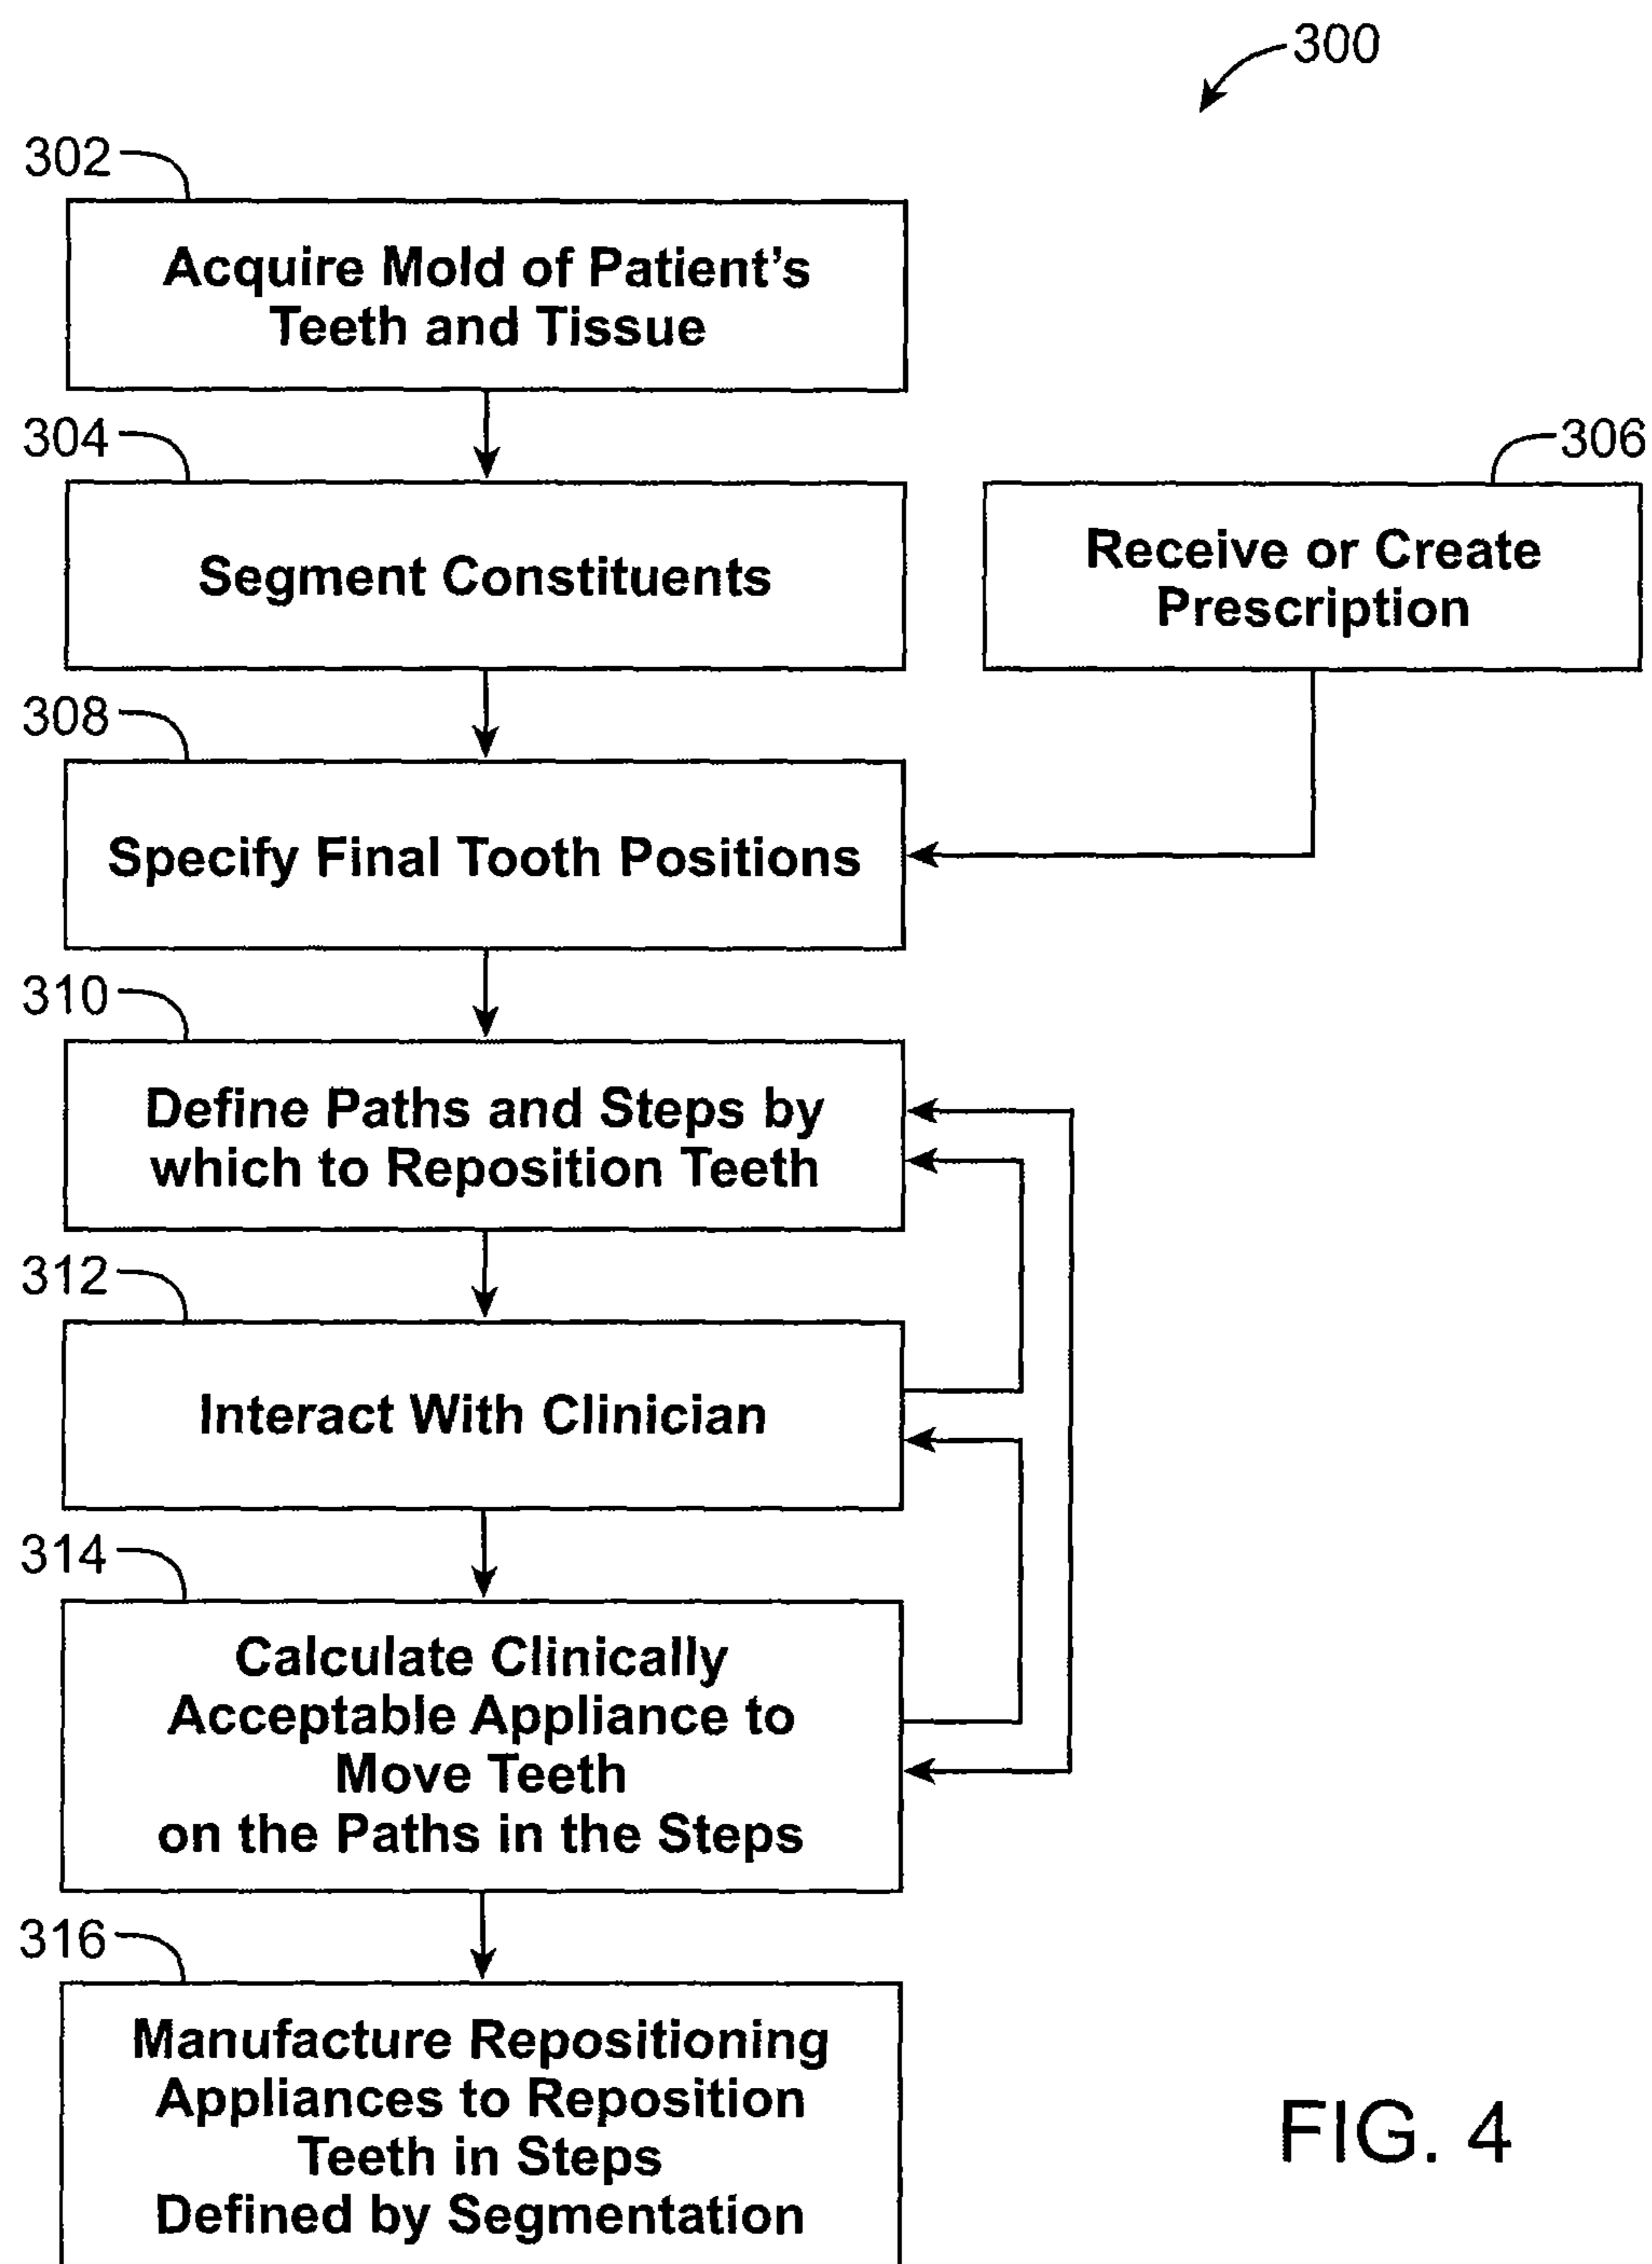 300
302
Acquire Mold of Patient's
Teeth and Tissue
304
Segment Constituents
306
Receive or Create
Prescription
308
Specify Final Tooth Positions
310
Define Paths and Steps by
which to Reposition Teeth
312
Interact With Clinician
314
Calculate Clinically
Acceptable Appliance to
Move Teeth
on the Paths in the Steps
316
Manufacture Repositioning
Appliances to Reposition
Teeth in Steps
Defined by Segmentation
FIG. 4